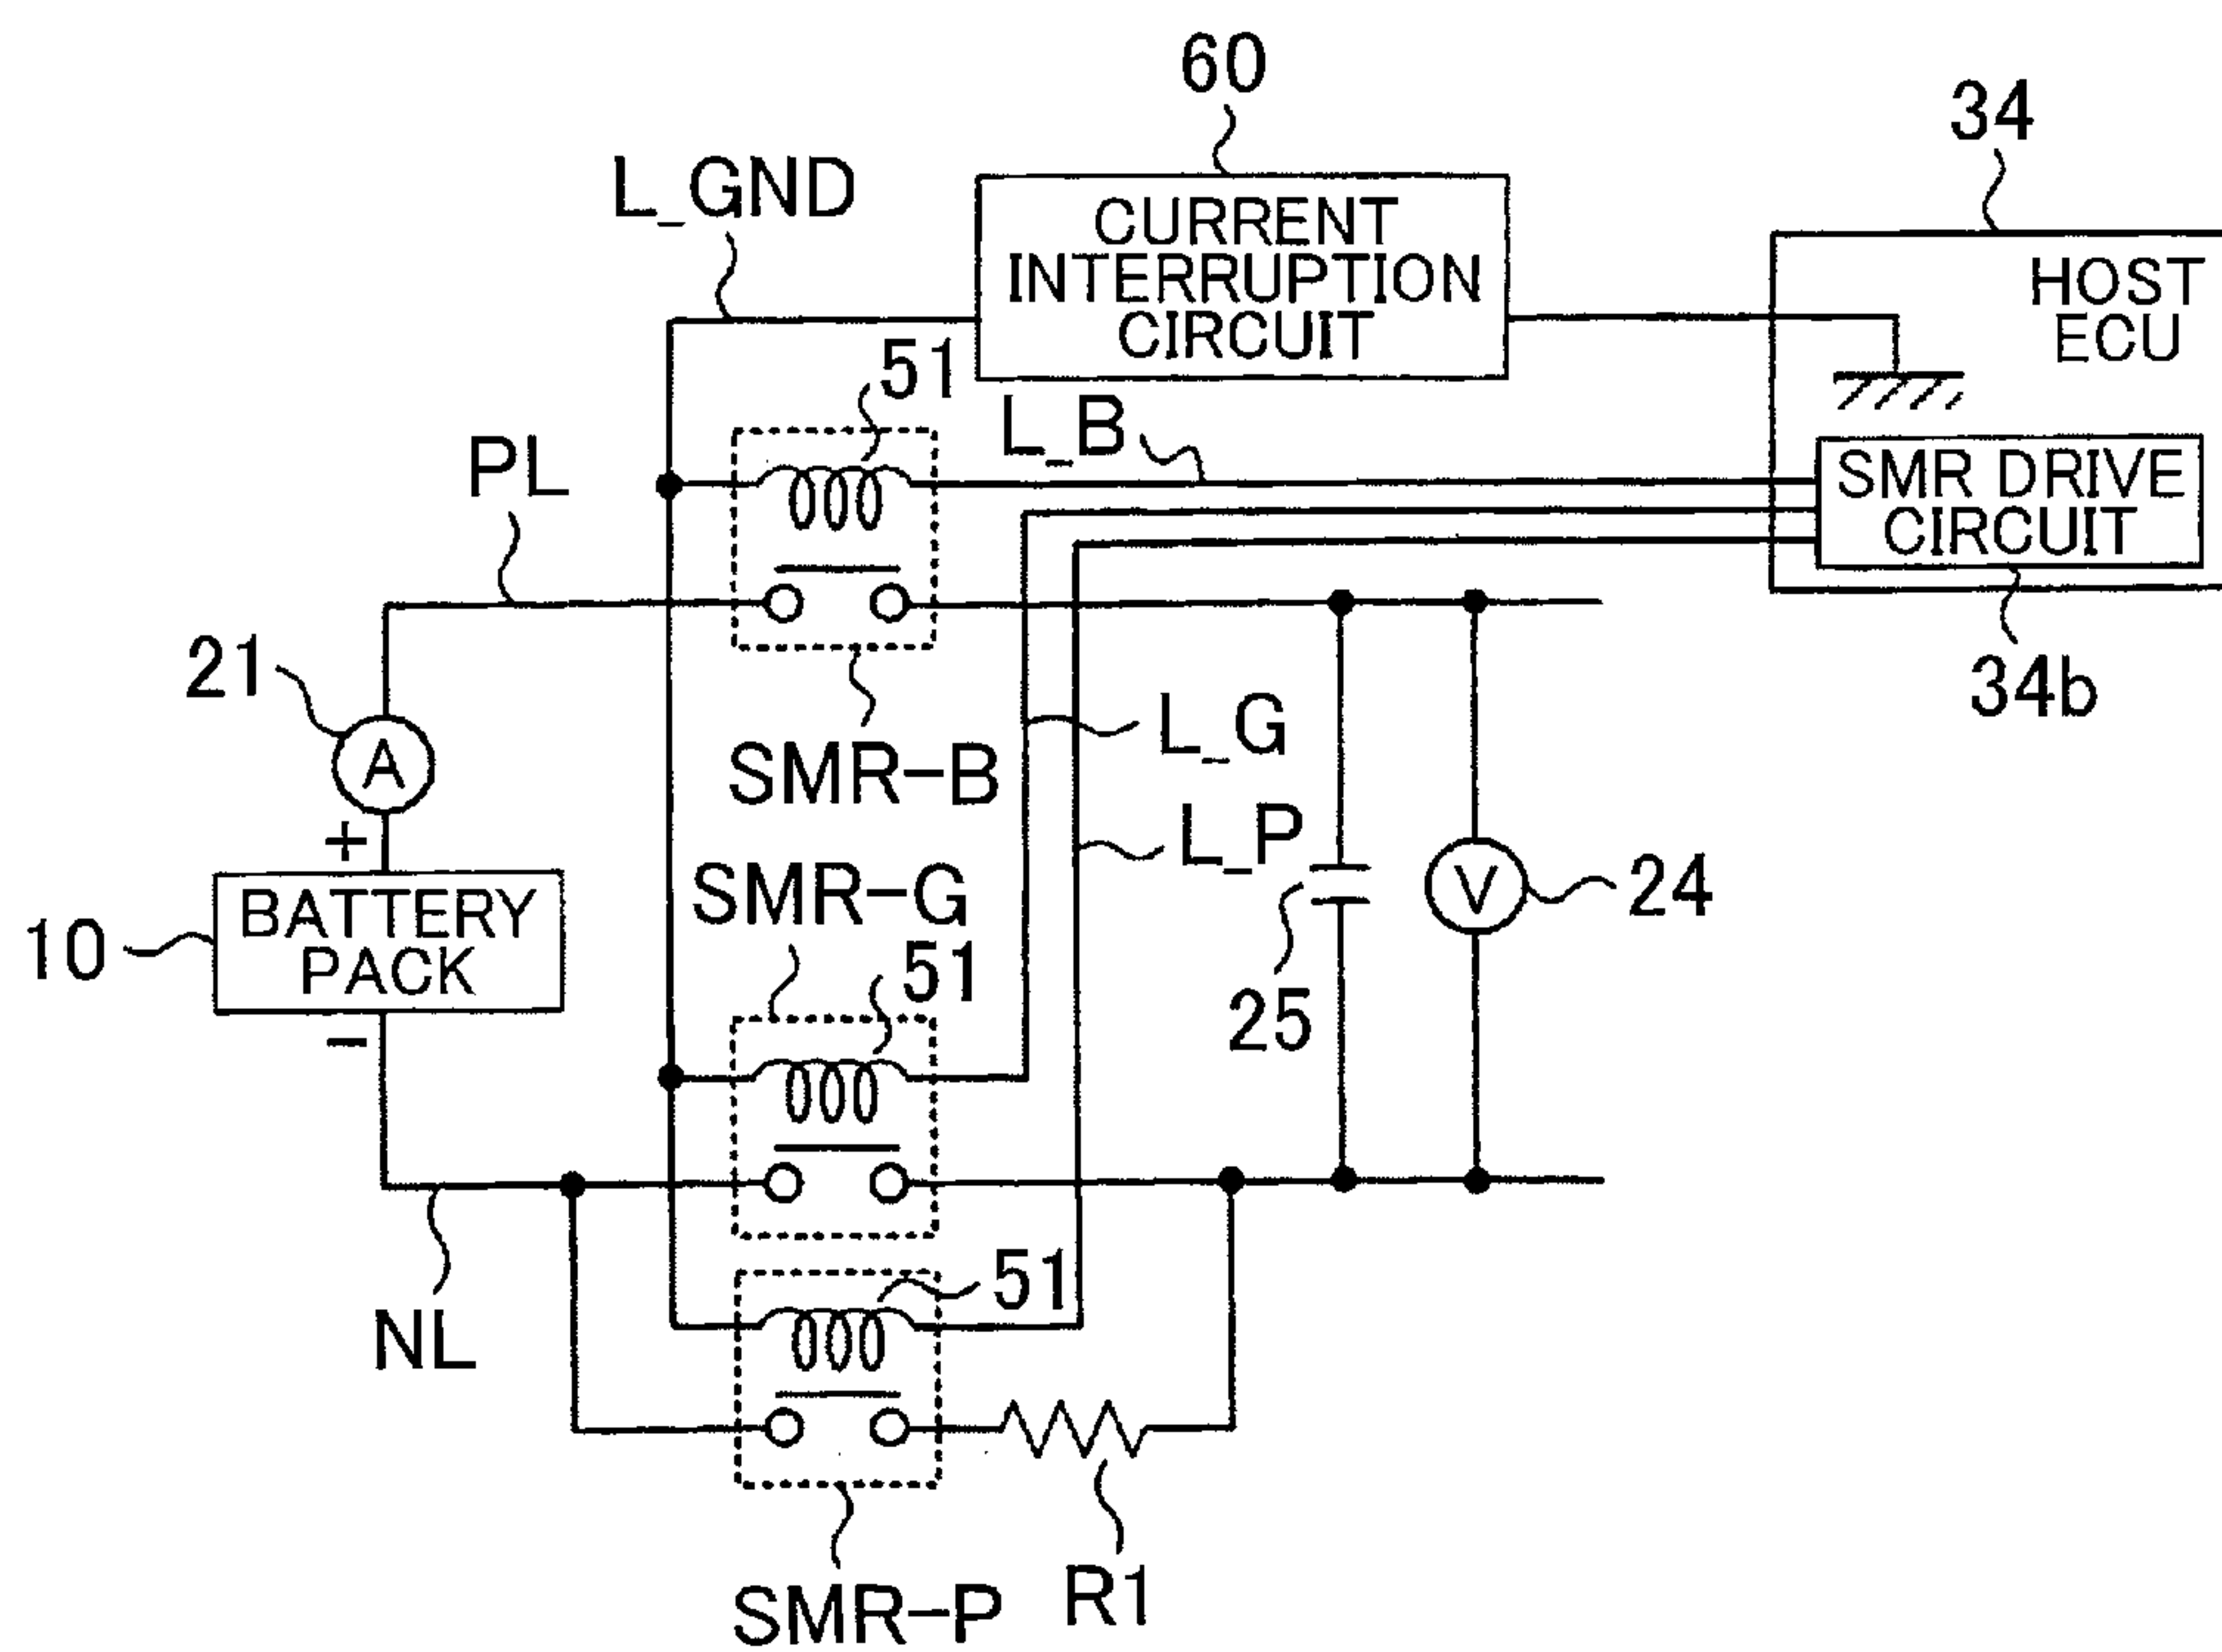 60
34
L_GND
CURRENT
INTERRUPTION
CIRCUIT
HOST
ECU
51
L_B
PL
SMR DRIVE
CIRCUIT
21
34b
L_G
A
SMR-B
L_P
+
SMR-G
V
24
BATTERY
PACK
10
51
25
-
51
NL
R1
SMR-P